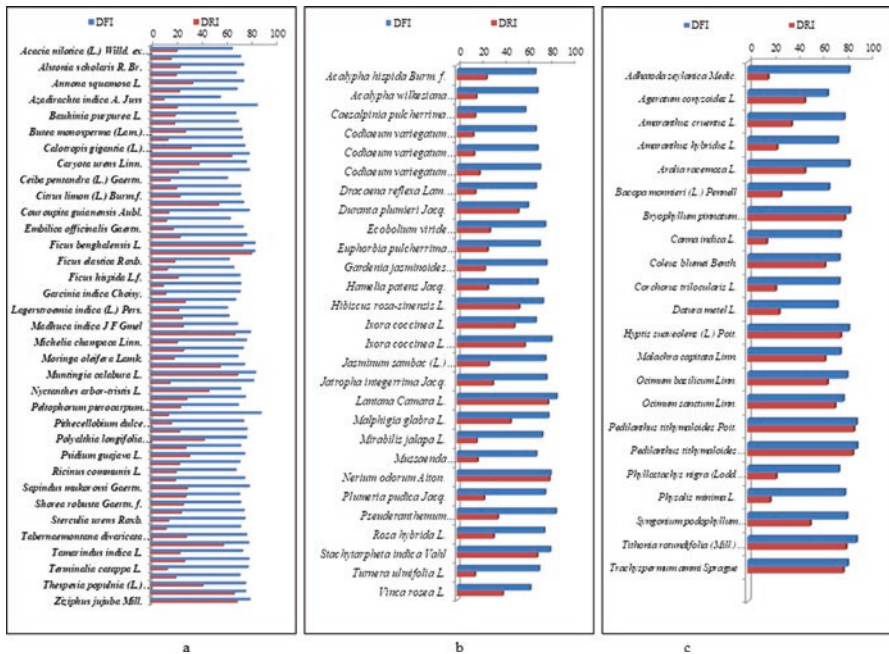 DFI DRI
0 20 40 60 80 100
Acacia nilotica (L.) Willd. ex
Alstonia scholaris R. Br.
Annona squamosa L.
Azadirachta indica A. Juss
Bauhinia purpurea L.
Butea monosperma (Lam.)...
Calotropis gigantia (L.)...
Caryota urens Linn.
Ceiba pentandra (L.) Gaertn.
Citrus limon (L.) Burm.f.
Couroupita guianensis Aubl.
Embilica officinalis Gaertn.
Ficus benghalensis L.
Ficus elastica Roxb.
Ficus hispida L.f.
Garcinia indica Choisy.
Lagerstroemia indica (L.) Pers.
Madhuca indica J F Gmel
Michelia champaca Linn.
Moringa oleifera Lamk.
Muntingia calabura L.
Nyctanthes arbor-tristis L.
Peltophorum pterocarpum...
Pithecellobium dulce
Polyalthia longifolia...
Psidium guajava L.
Ricinus communis L.
Sapindus mukorossi Gaertn.
Shorea robusta Gaertn. f.
Sterculia urens Roxb.
Tabernaemontana divaricate...
Tamarindus indica L.
Terminalia catappa L.
Thespesia populnia (L.)...
Ziziphus jujuba Mill.
a
DFI DRI
0 20 40 60 80 100
Acalypha hispida Burm. f.
Acalypha wilkesiana...
Caesalpinia pulcherrima...
Codiaeum variegatum...
Codiaeum variegatum...
Codiaeum variegatum...
Dracaena reflexa Lam.
Duranta plumieri Jacq.
Ecobolium viride...
Euphorbia pulcherrima...
Gardenia jasminoides...
Hamelia patens Jacq.
Hibiscus rosa-sinensis L.
Ixora coccinea L.
Ixora coccinea L.
Jasminum sambac (L.)
Jatropha integerrima Jacq.
Lantana Camara L.
Malphigia glabra L.
Mirabilis jalapa L.
Mussaenda...
Nerium odorum Aiton.
Plumeria pudica Jacq.
Pseuderanthemum...
Rosa hybrida L.
Stachytarpheta indica Vahl
Turnera ulmifolia L.
Vinca rosea L.
b
DFI DRI
0 20 40 60 80 100
Adhatoda zeylanica Medic.
Ageratum conyzoides L.
Amaranthus cruentus L.
Amaranthus hybridus L.
Aralia racemosa L.
Bacopa monnieri (L.) Pennell
Bryophyllum pinnatum...
Canna indica L.
Coleus blumei Benth.
Corchorus trilocularis L.
Datura metel L.
Hyptis suaveolens (L.) Poit.
Malachra capitata Linn.
Ocimum basilicum Linn.
Ocimum sanctum Linn.
Pedilanthus tithymaloides Poit.
Pedilanthus tithymaloides...
Phyllostachys nigra (Lodd...
Physalis minima L.
Syngonium podophyllum...
Tithonia rotundifolia (Mill.)...
Trachyspermum ammi Sprague
c